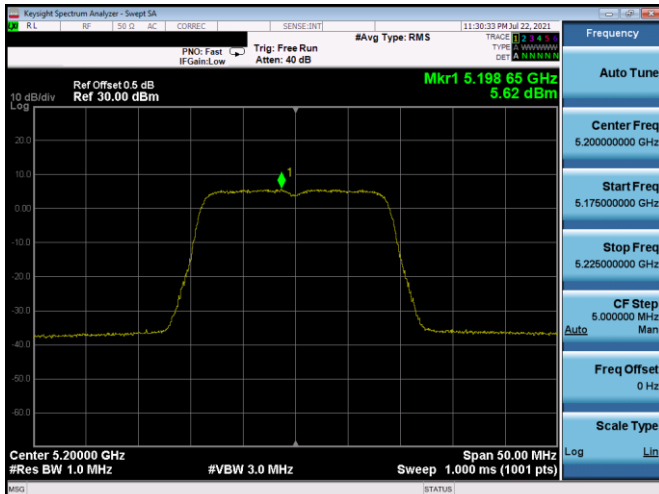 Keysight Spectrum Analyzer - Swept SA
RL RF 50 Ω AC CORREC SENSE:INT 11:30:33 PM Jul 22, 2021
#Avg Type: RMS
TRACE 1 2 3 4 5 6
TYPE A WWWWW
DET A N N N N N
PNO: Fast
IFGain:Low
Trig: Free Run
Atten: 40 dB
Mkr1 5.198 65 GHz
5.62 dBm
Ref Offset 0.5 dB
Ref 30.00 dBm
10 dB/div
Log
20.0
10.0
1
0.00
-10.0
-20.0
-30.0
-40.0
-50.0
-60.0
Center 5.20000 GHz
Span 50.00 MHz
#Res BW 1.0 MHz
#VBW 3.0 MHz
Sweep 1.000 ms (1001 pts)
MSG
STATUS
Frequency
Auto Tune
Center Freq
5.200000000 GHz
Start Freq
5.175000000 GHz
Stop Freq
5.225000000 GHz
CF Step
5.000000 MHz
Auto Man
Freq Offset
0 Hz
Scale Type
Log Lin